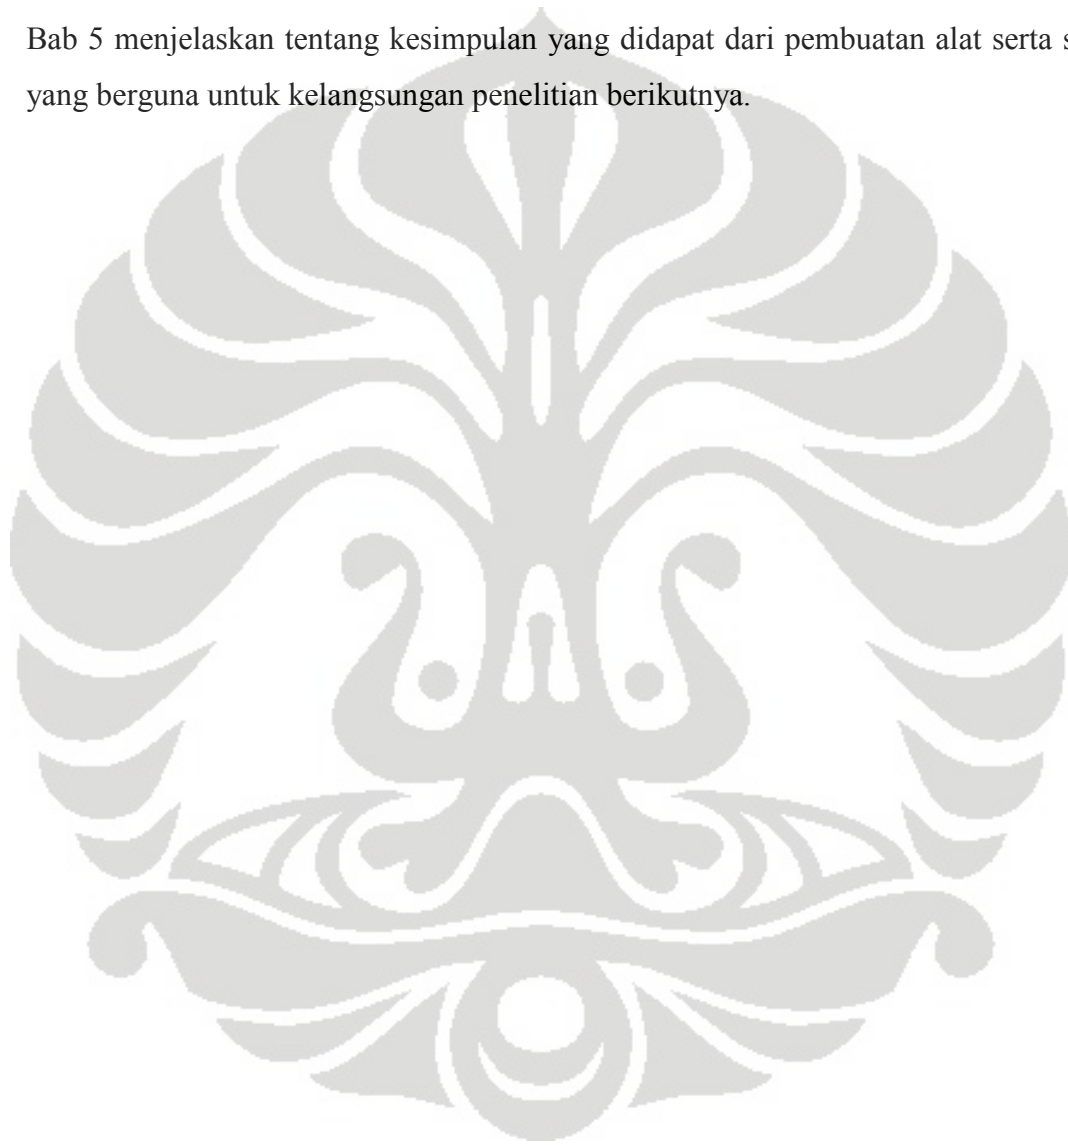 Bab 5 menjelaskan tentang kesimpulan yang didapat dari pembuatan alat serta
yang berguna untuk kelangsungan penelitian berikutnya.